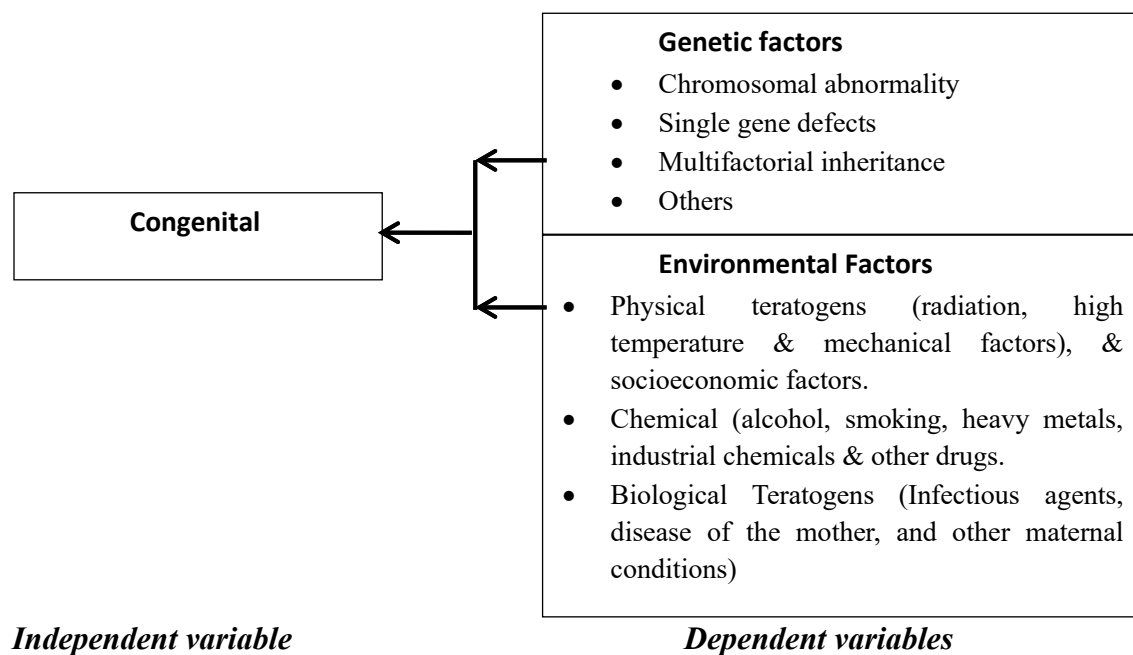 Genetic factors
• Chromosomal abnormality
• Single gene defects
• Multifactorial inheritance
• Others
Congenital
Environmental Factors
• Physical teratogens (radiation, high
temperature & mechanical factors), &
socioeconomic factors.
• Chemical (alcohol, smoking, heavy metals,
industrial chemicals & other drugs.
• Biological Teratogens (Infectious agents,
disease of the mother, and other maternal
conditions)
Independent variable
Dependent variables